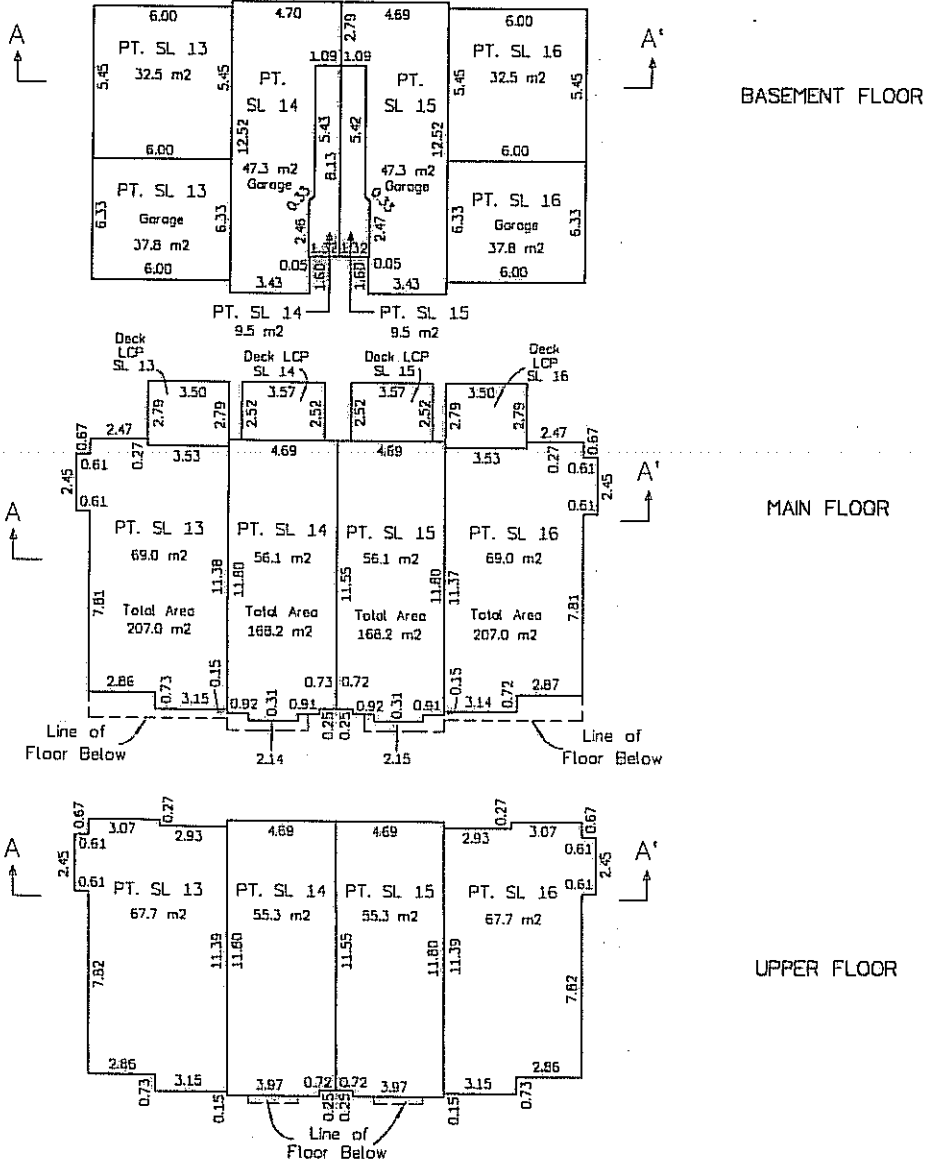 6.00 4.70 4.69 6.00
A A'
PT. SL 13 PT. SL 16
32.5 m2 32.5 m2
5.45 5.45 2.79 5.45 5.45
1.09 1.09
PT. PT.
SL 14 SL 15
BASEMENT FLOOR
12.52 5.43 8.13 5.42 12.52
6.00 6.00
47.3 m2 47.3 m2
Garage Garage
PT. SL 13 PT. SL 16
Garage Garage
37.8 m2 37.8 m2
6.33 6.33 0.33 6.33 6.33
2.46 2.47
1.32
0.05 0.05
1.60 1.60
6.00 3.43 3.43 6.00
PT. SL 14 PT. SL 15
9.5 m2 9.5 m2
Deck LCP SL 13
Deck LCP SL 14
Deck LCP SL 15
Deck LCP SL 16
3.50 3.57 3.57 3.50
2.79 2.79 2.52 2.52 2.52 2.52 2.79 2.79
0.67 2.47 2.47 0.67
0.61 0.27 3.53 4.69 4.69 3.53 0.27 0.61
2.45 2.45
0.61 0.61
A A'
MAIN FLOOR
PT. SL 13 PT. SL 14 PT. SL 15 PT. SL 16
69.0 m2 56.1 m2 56.1 m2 69.0 m2
7.81 11.38 11.80 11.55 11.80 11.37 7.81
Total Area Total Area Total Area Total Area
207.0 m2 168.2 m2 168.2 m2 207.0 m2
2.86 0.73 0.15 0.73 0.72 0.15 0.72 2.87
3.15 0.92 0.31 0.91 0.25 0.25 0.92 0.31 0.91 3.14
Line of Line of
Floor Below Floor Below
2.14 2.15
0.67 3.07 0.27 0.27 3.07 0.67
0.61 2.93 4.69 4.69 2.93 0.61
2.45 2.45
0.61 0.61
A A'
PT. SL 13 PT. SL 14 PT. SL 15 PT. SL 16
67.7 m2 55.3 m2 55.3 m2 67.7 m2
7.82 11.39 11.80 11.55 11.80 11.39 7.82
UPPER FLOOR
2.86 2.86
0.73 3.15 3.97 0.72 0.72 3.97 3.15 0.73
0.15 0.25 0.25 0.15
Line of
Floor Below